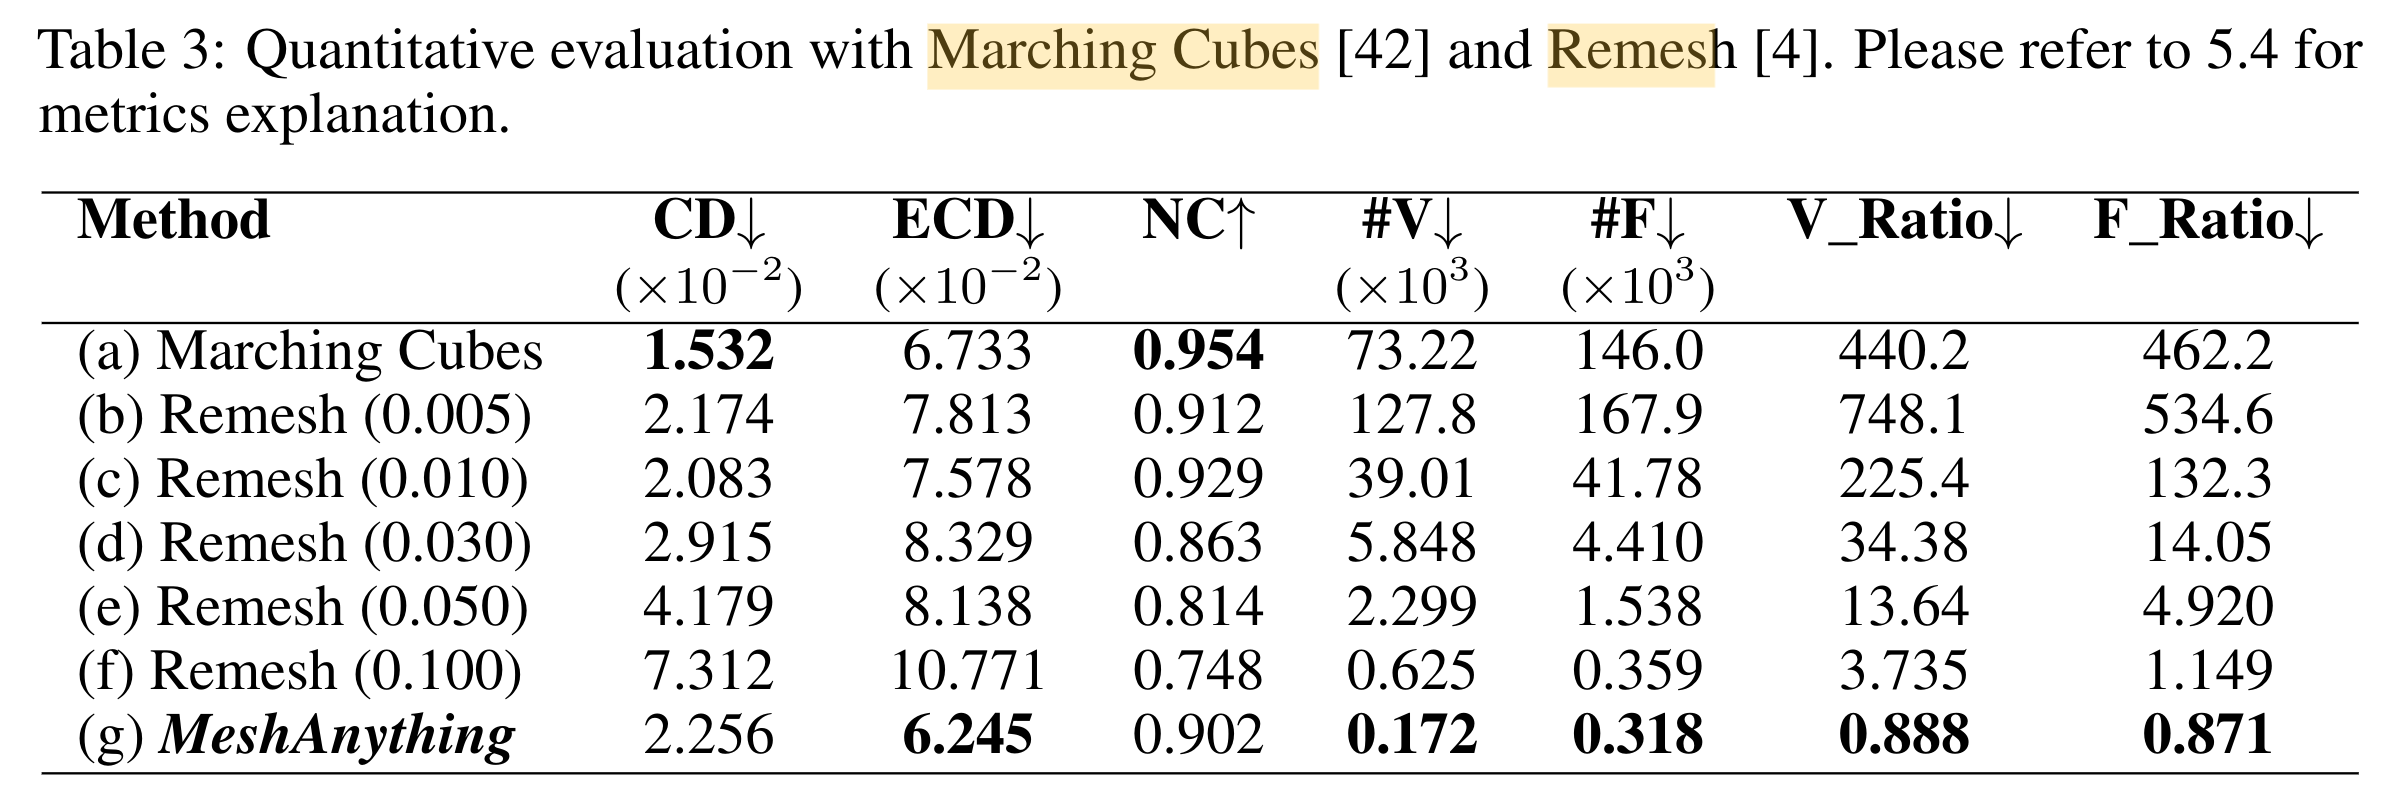 Table 3: Quantitative evaluation with Marching Cubes [42] and Remesh [4]. Please refer to 5.4 for
metrics explanation.
Method CD↓ ECD↓ NC↑ #V↓ #F↓ V_Ratio↓ F_Ratio↓
(×10⁻²) (×10⁻²) (×10³) (×10³)
(a) Marching Cubes 1.532 6.733 0.954 73.22 146.0 440.2 462.2
(b) Remesh (0.005) 2.174 7.813 0.912 127.8 167.9 748.1 534.6
(c) Remesh (0.010) 2.083 7.578 0.929 39.01 41.78 225.4 132.3
(d) Remesh (0.030) 2.915 8.329 0.863 5.848 4.410 34.38 14.05
(e) Remesh (0.050) 4.179 8.138 0.814 2.299 1.538 13.64 4.920
(f) Remesh (0.100) 7.312 10.771 0.748 0.625 0.359 3.735 1.149
(g) MeshAnything 2.256 6.245 0.902 0.172 0.318 0.888 0.871